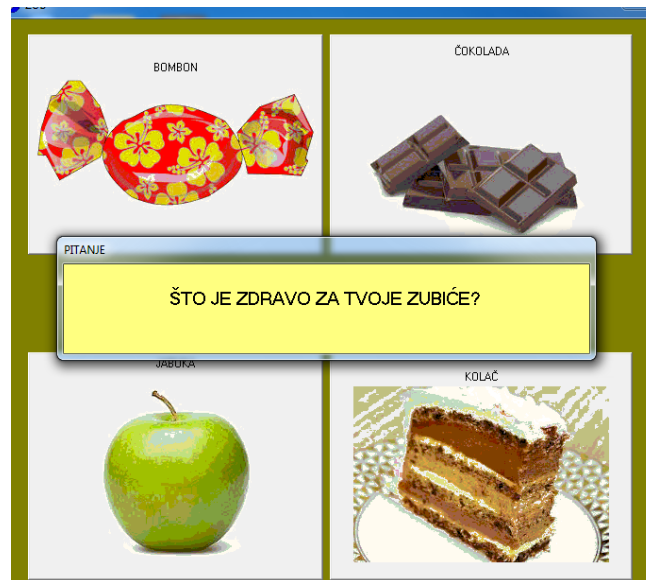 BOMBON
ČOKOLADA
PITANJE
ŠTO JE ZDRAVO ZA TVOJE ZUBIĆE?
JABUKA
KOLAČ